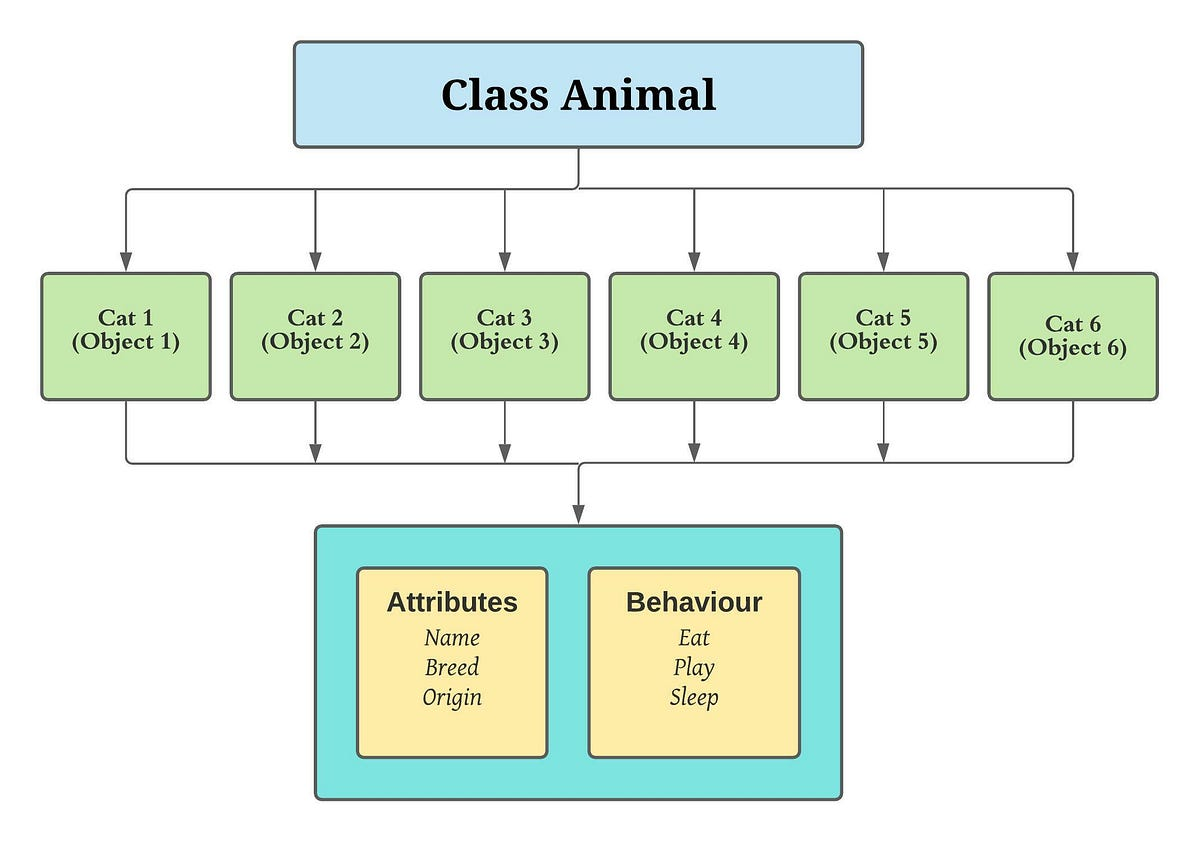 Class Animal
Cat 1
(Object 1)
Cat 2
(Object 2)
Cat 3
(Object 3)
Cat 4
(Object 4)
Cat 5
(Object 5)
Cat 6
(Object 6)
Attributes
Name
Breed
Origin
Behaviour
Eat
Play
Sleep